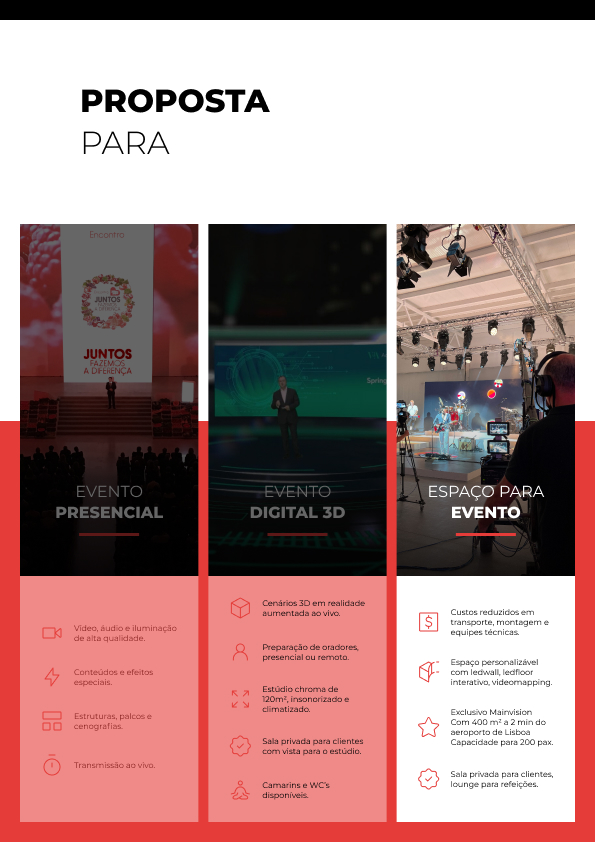 PROPOSTA
PARA
Encontro
JUNTOS
JUNTOS
FAZEMOS
A DIFERENÇA
EVENTO
PRESENCIAL
Vídeo, áudio e iluminação
de alta qualidade.
Conteúdos e efeitos
especiais.
Estruturas, palcos e
cenografias.
Transmissão ao vivo.
Spring
EVENTO
DIGITAL 3D
Cenários 3D em realidade
aumentada ao vivo.
Preparação de oradores,
presencial ou remoto.
Estúdio chroma de
120m², insonorizado e
climatizado.
Sala privada para clientes
com vista para o estúdio.
Camarins e WC's
disponíveis.
ESPAÇO PARA
EVENTO
Custos reduzidos em
transporte, montagem e
equipes técnicas.
Espaço personalizável
com ledwall, ledfloor
interativo, videomapping.
Exclusivo Mainvision
Com 400 m² a 2 min do
aeroporto de Lisboa
Capacidade para 200 pax.
Sala privada para clientes,
lounge para refeições.